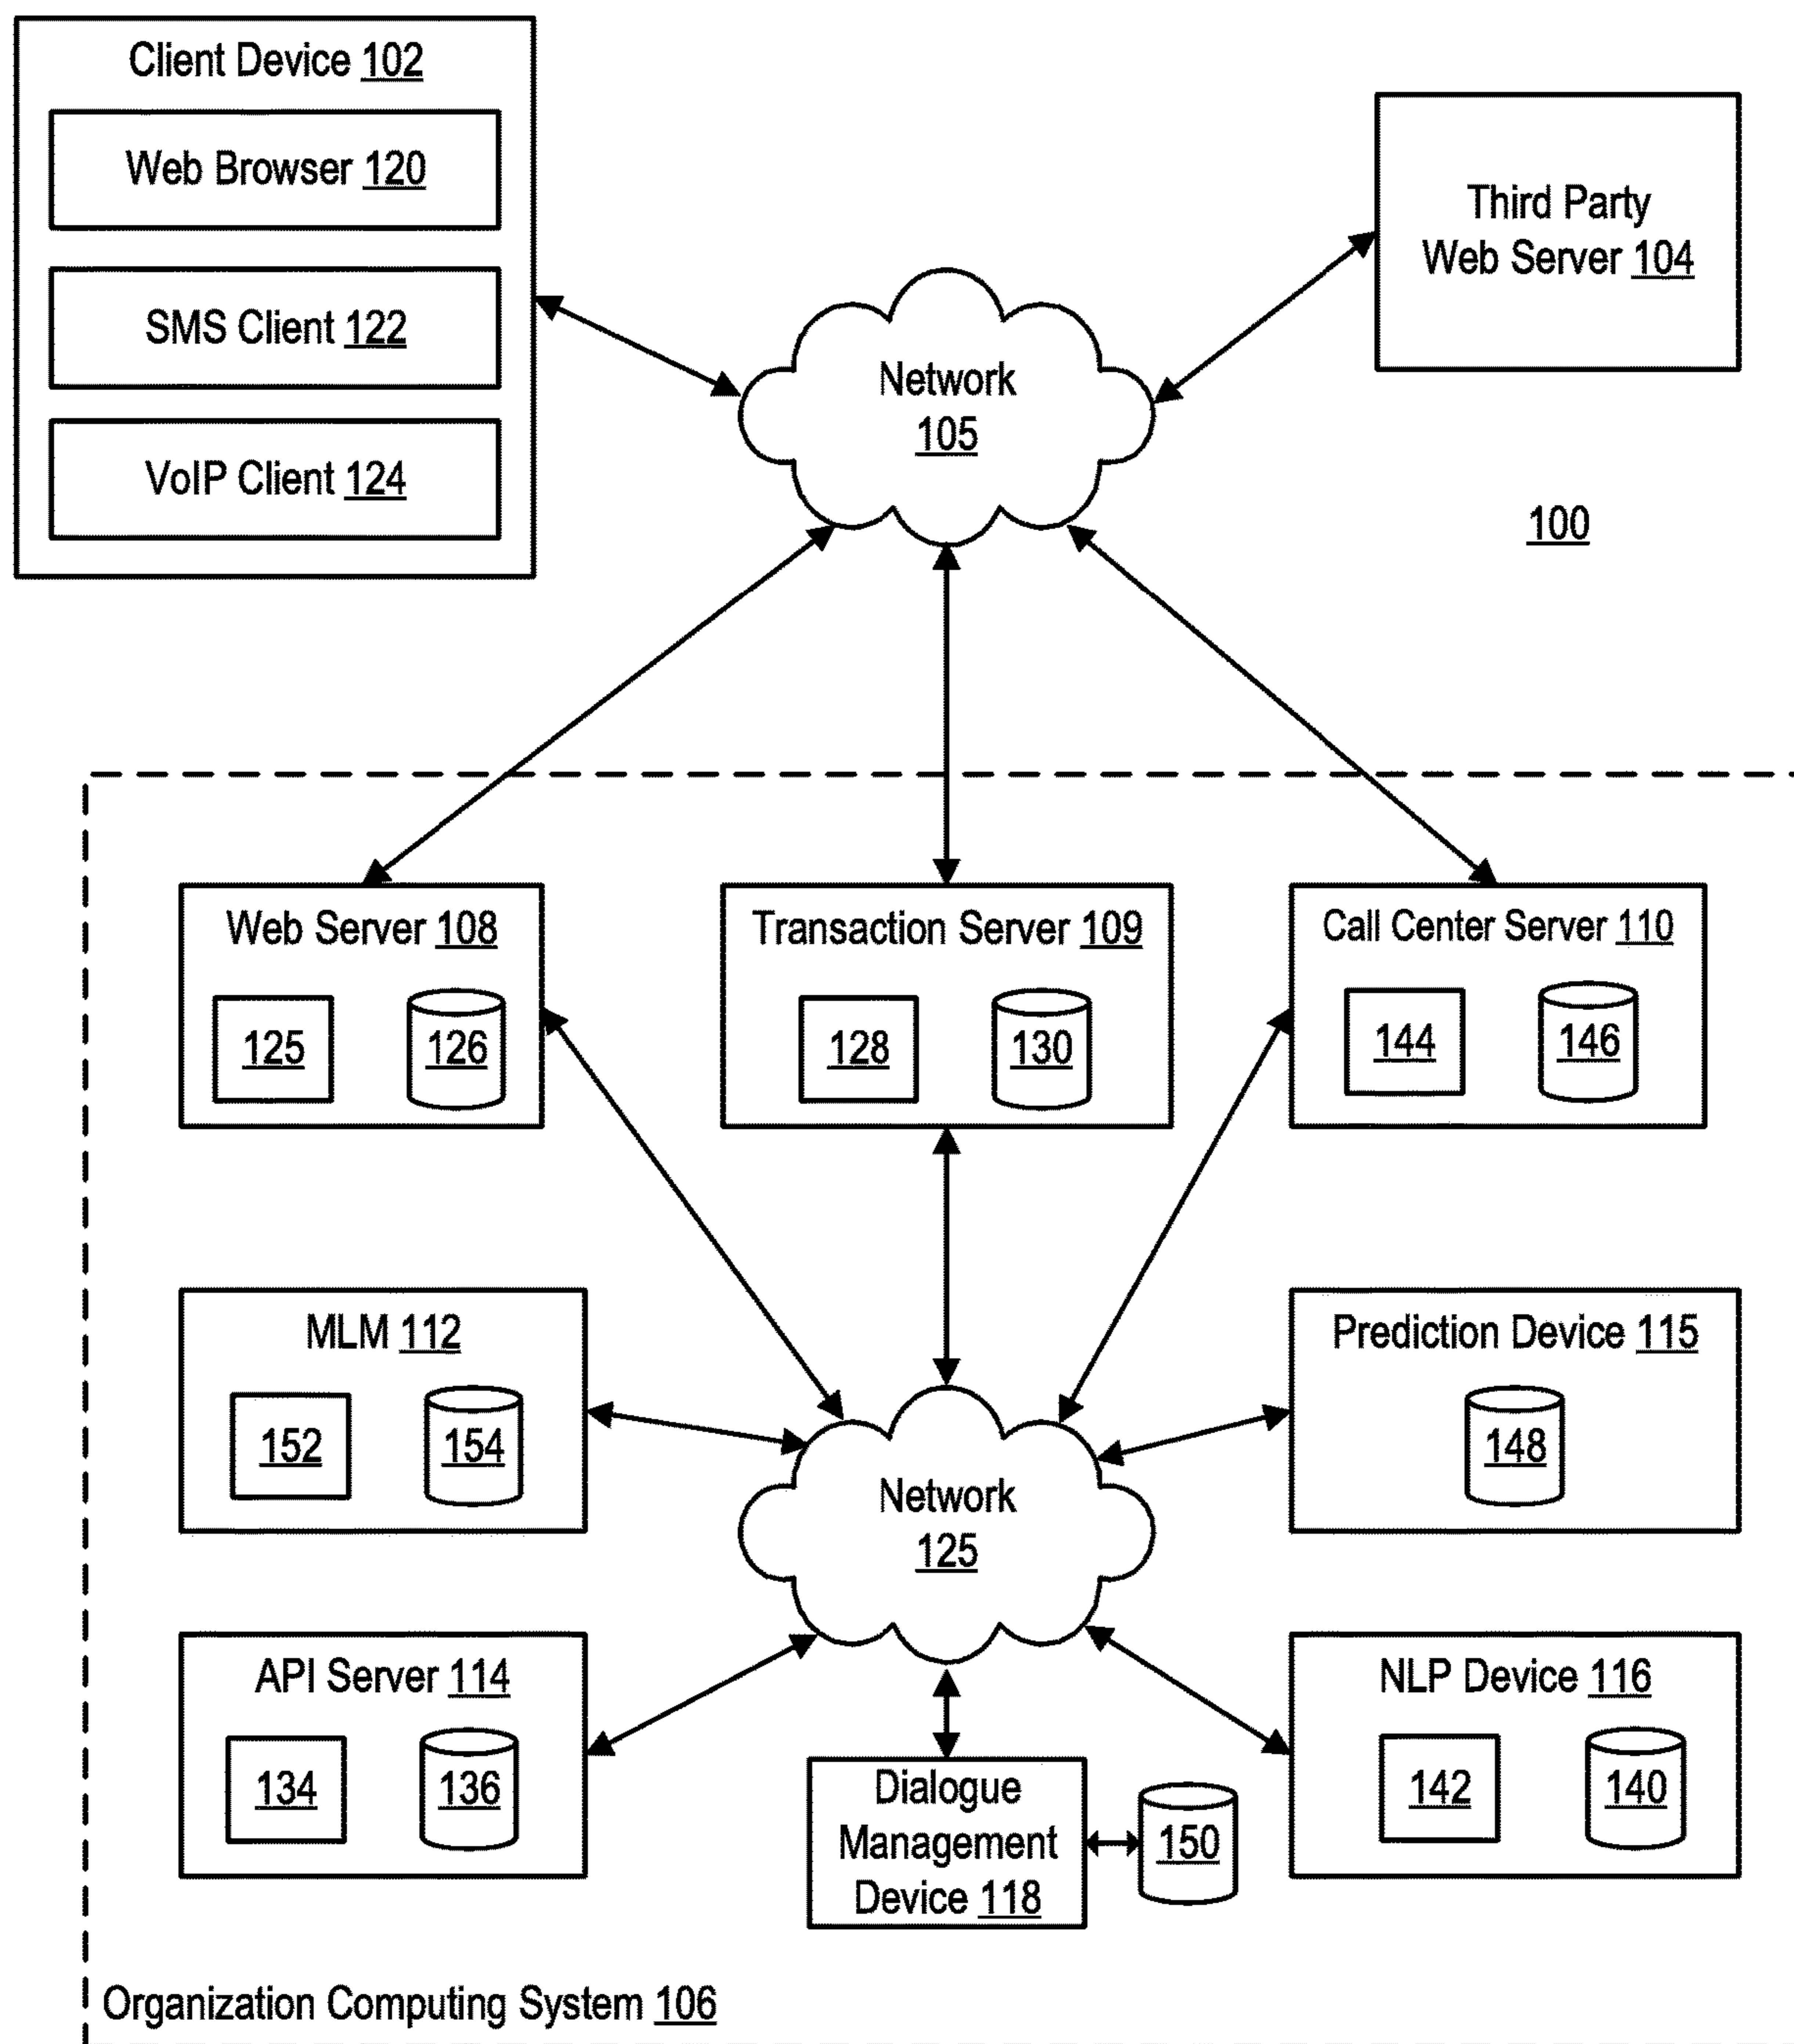 Client Device 102
Web Browser 120
SMS Client 122
VoIP Client 124
Third Party
Web Server 104
Network
105
100
Web Server 108
125
126
Transaction Server 109
128
130
Call Center Server 110
144
146
MLM 112
152
154
Prediction Device 115
148
Network
125
API Server 114
134
136
Dialogue
Management
Device 118
150
NLP Device 116
142
140
Organization Computing System 106